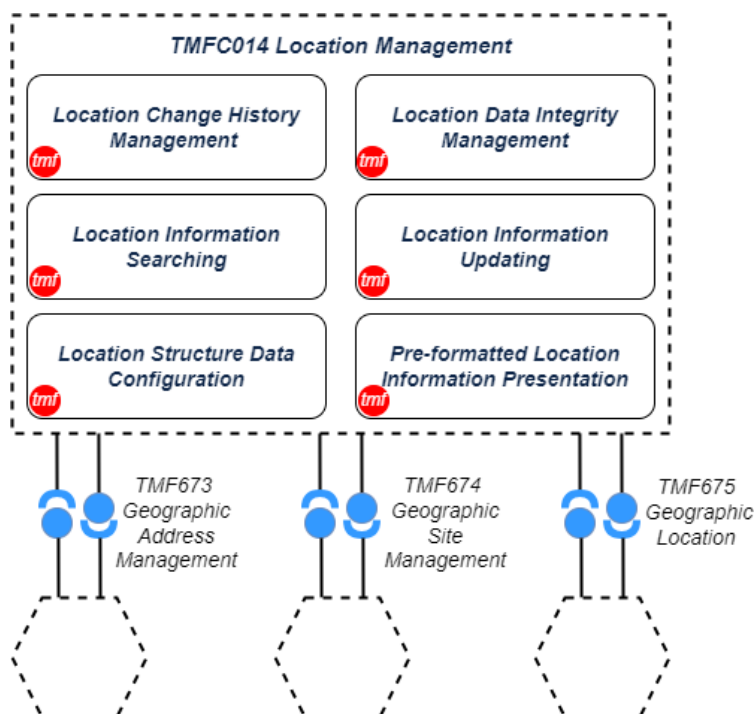 TMFC014 Location Management
Location Change History
Management
tmf
Location Data Integrity
Management
tmf
Location Information
Searching
tmf
Location Information
Updating
tmf
Location Structure Data
Configuration
tmf
Pre-formatted Location
Information Presentation
tmf
TMF673
Geographic
Address
Management
TMF674
Geographic
Site
Management
TMF675
Geographic
Location